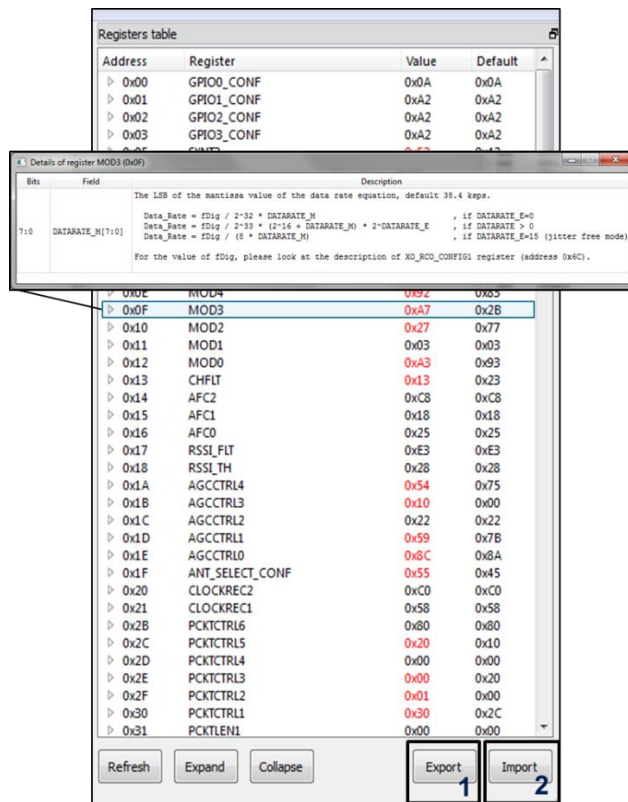 Registers table
Address Register Value Default
0x00 GPIO0_CONF 0x0A 0x0A
0x01 GPIO1_CONF 0xA2 0xA2
0x02 GPIO2_CONF 0xA2 0xA2
0x03 GPIO3_CONF 0xA2 0xA2
Details of register MOD3 (0x0F)
Bits Field Description
The LSB of the mantissa value of the data rate equation, default 38.4 ksps.
Data_Rate = fDig / 2^32 * DATARATE_M , if DATARATE_E=0
7:0 DATARATE_M[7:0] Data_Rate = fDig / 2^33 * (2^16 + DATARATE_M) * 2^DATARATE_E , if DATARATE > 0
Data_Rate = fDig / (8 * DATARATE_M) , if DATARATE_E=15 (jitter free mode)
For the value of fDig, please look at the description of XO_RCO_CONFIG1 register (address 0x6C).
0x0E MOD4 0x92 0x83
0x0F MOD3 0xA7 0x2B
0x10 MOD2 0x27 0x77
0x11 MOD1 0x03 0x03
0x12 MOD0 0xA3 0x93
0x13 CHFLT 0x13 0x23
0x14 AFC2 0xC8 0xC8
0x15 AFC1 0x18 0x18
0x16 AFC0 0x25 0x25
0x17 RSSI_FLT 0xE3 0xE3
0x18 RSSI_TH 0x28 0x28
0x1A AGCCTRL4 0x54 0x75
0x1B AGCCTRL3 0x10 0x00
0x1C AGCCTRL2 0x22 0x22
0x1D AGCCTRL1 0x59 0x7B
0x1E AGCCTRL0 0x8C 0x8A
0x1F ANT_SELECT_CONF 0x55 0x45
0x20 CLOCKREC2 0xC0 0xC0
0x21 CLOCKREC1 0x58 0x58
0x2B PCKTCTRL6 0x80 0x80
0x2C PCKTCTRL5 0x20 0x10
0x2D PCKTCTRL4 0x00 0x00
0x2E PCKTCTRL3 0x00 0x20
0x2F PCKTCTRL2 0x01 0x00
0x30 PCKTCTRL1 0x30 0x2C
0x31 PCKTLEN1 0x00 0x00
Refresh Expand Collapse Export 1 Import 2